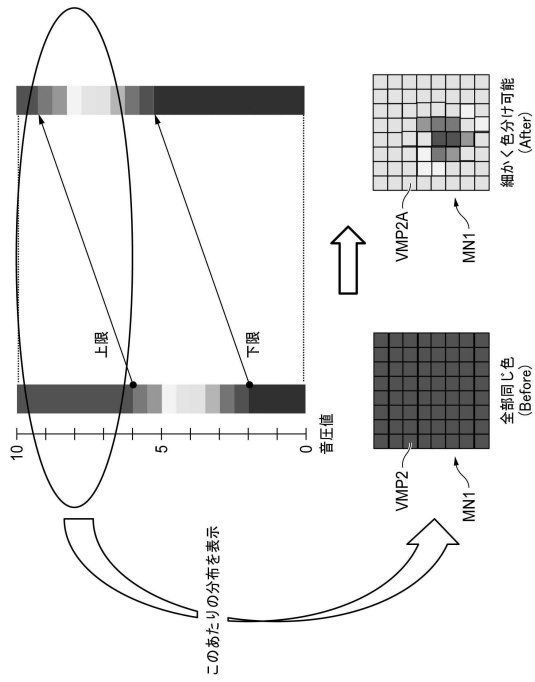 10
5
0
音圧値
上限
下限
このあたりの分布を表示
VMP2
MN1
全部同じ色
(Before)
VMP2A
MN1
細かく色分け可能
(After)